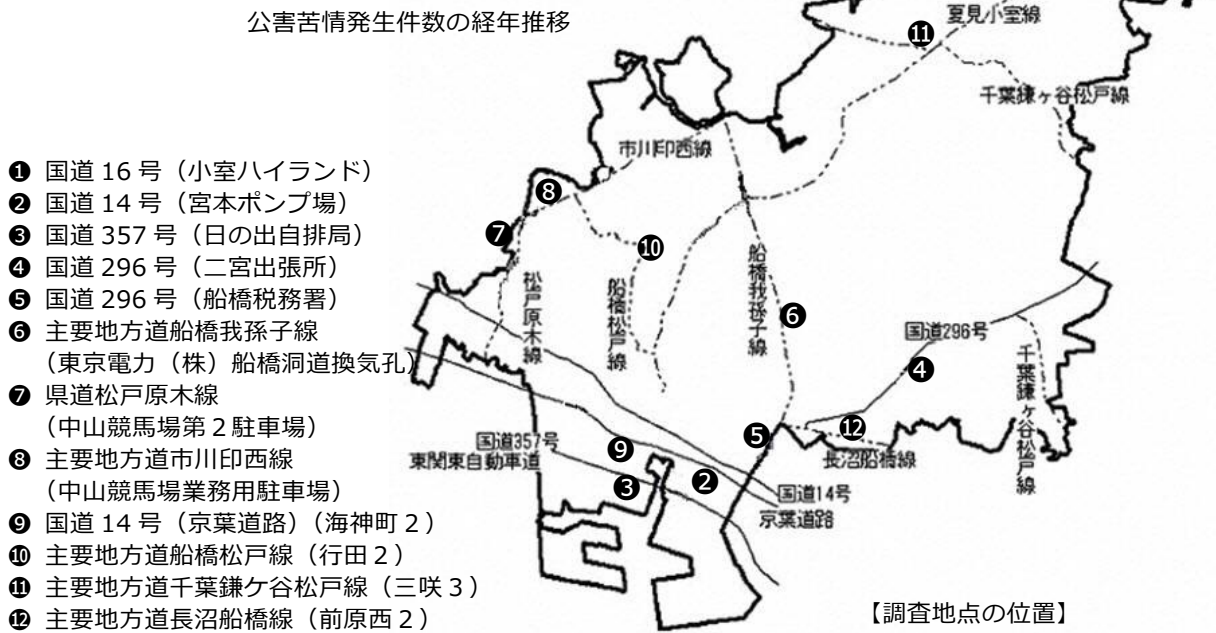 公害苦情発生件数の経年推移
❶ 国道 16 号（小室ハイランド）
❷ 国道 14 号（宮本ポンプ場）
❸ 国道 357 号（日の出自排局）
❹ 国道 296 号（二宮出張所）
❺ 国道 296 号（船橋税務署）
❻ 主要地方道船橋我孫子線
（東京電力（株）船橋洞道換気孔）
❼ 県道松戸原木線
（中山競馬場第２駐車場）
❽ 主要地方道市川印西線
（中山競馬場業務用駐車場）
❾ 国道 14 号（京葉道路）（海神町２）
❿ 主要地方道船橋松戸線（行田２）
⓫ 主要地方道千葉鎌ケ谷松戸線（三咲３）
⓬ 主要地方道長沼船橋線（前原西２）
夏見小室線
⓫
千葉鎌ヶ谷松戸線
市川印西線
❽
❼
❿
松戸原木線
船橋松戸線
船橋我孫子線
❻
国道296号
❹
千葉鎌ヶ谷松戸線
⓬
❺
長沼船橋線
国道357号
東関東自動車道
❾
❸
❷
国道14号
京葉道路
【調査地点の位置】